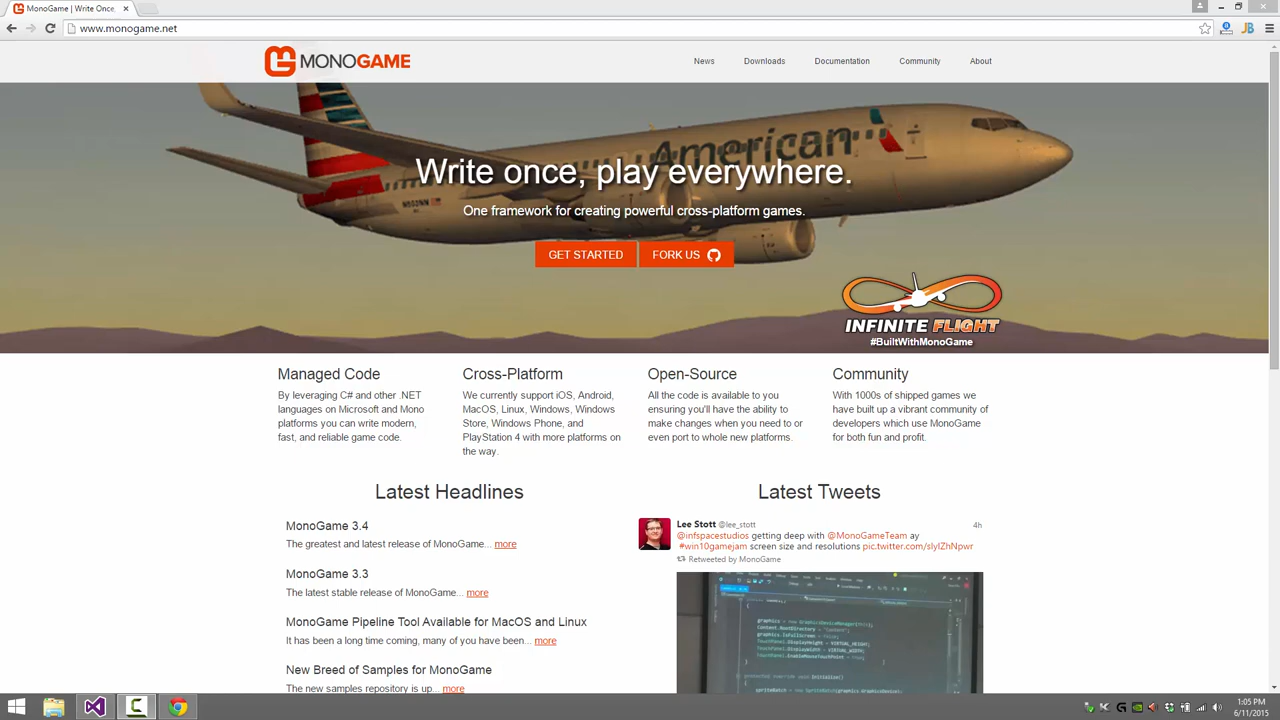 MonoGame | Write Once,
www.monogame.net
MONOGAME
News
Downloads
Documentation
Community
About
American
Write once, play everywhere.
One framework for creating powerful cross-platform games.
GET STARTED
FORK US
INFINITE FLIGHT
#BuiltWithMonoGame
Managed Code
By leveraging C# and other .NET
languages on Microsoft and Mono
platforms you can write modern,
fast, and reliable game code.
Cross-Platform
We currently support iOS, Android,
MacOS, Linux, Windows, Windows
Store, Windows Phone, and
PlayStation 4 with more platforms on
the way.
Open-Source
All the code is available to you
ensuring you'll have the ability to
make changes when you need to or
even port to whole new platforms.
Community
With 1000s of shipped games we
have built up a vibrant community of
developers which use MonoGame
for both fun and profit.
Latest Headlines
MonoGame 3.4
The greatest and latest release of MonoGame... more
MonoGame 3.3
The latest stable release of MonoGame... more
MonoGame Pipeline Tool Available for MacOS and Linux
It has been a long time coming, many of you have been... more
New Breed of Samples for MonoGame
The new samples repository is up... more
Latest Tweets
Lee Stott @lee_stott 4h
@infspacestudios getting deep with @MonoGameTeam ay
#win10gamejam screen size and resolutions pic.twitter.com/slylZhNpwr
Retweeted by MonoGame
1:05 PM
6/11/2015